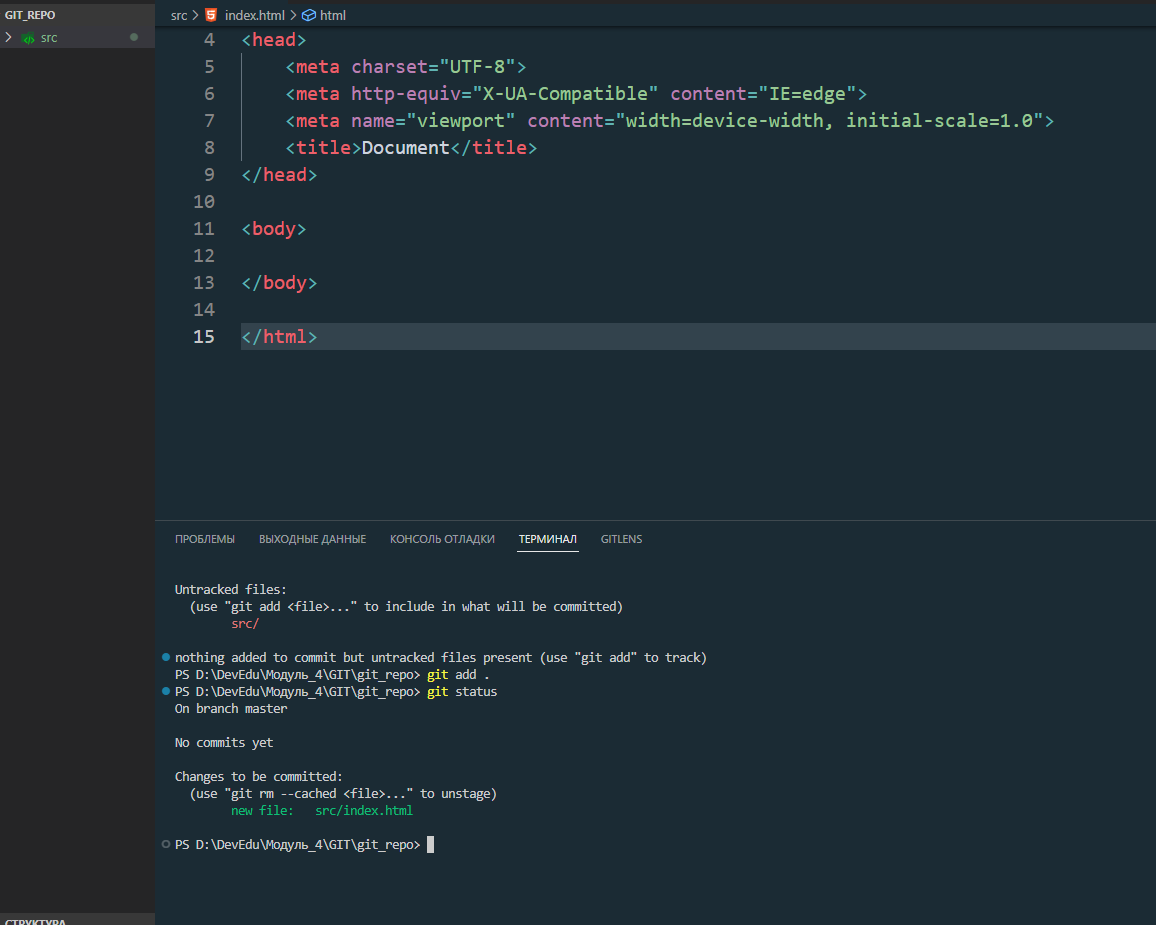 GIT_REPO
src
src > index.html > html
4 <head>
5     <meta charset="UTF-8">
6     <meta http-equiv="X-UA-Compatible" content="IE=edge">
7     <meta name="viewport" content="width=device-width, initial-scale=1.0">
8     <title>Document</title>
9 </head>
10
11 <body>
12
13 </body>
14
15 </html>
ПРОБЛЕМЫ ВЫХОДНЫЕ ДАННЫЕ КОНСОЛЬ ОТЛАДКИ ТЕРМИНАЛ GITLENS
Untracked files:
  (use "git add <file>..." to include in what will be committed)
        src/
nothing added to commit but untracked files present (use "git add" to track)
PS D:\DevEdu\Модуль_4\GIT\git_repo> git add .
PS D:\DevEdu\Модуль_4\GIT\git_repo> git status
On branch master
No commits yet
Changes to be committed:
  (use "git rm --cached <file>..." to unstage)
        new file:   src/index.html
PS D:\DevEdu\Модуль_4\GIT\git_repo>
СТРУКТУРА